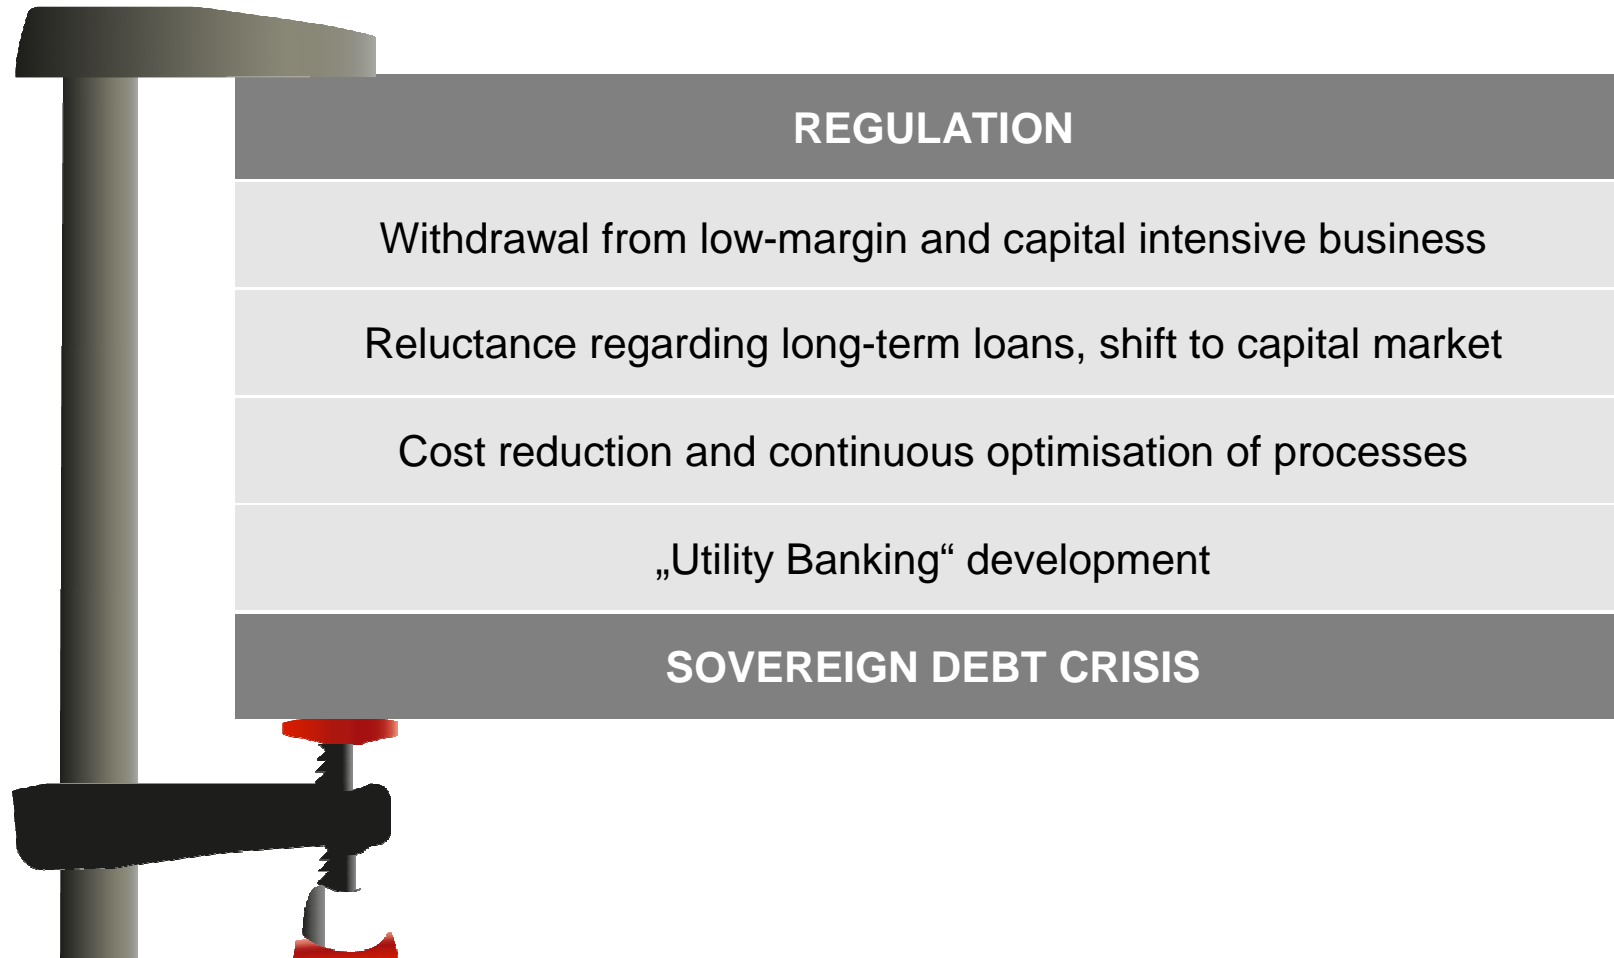 REGULATION
Withdrawal from low-margin and capital intensive business
Reluctance regarding long-term loans, shift to capital market
Cost reduction and continuous optimisation of processes
„Utility Banking“ development
SOVEREIGN DEBT CRISIS